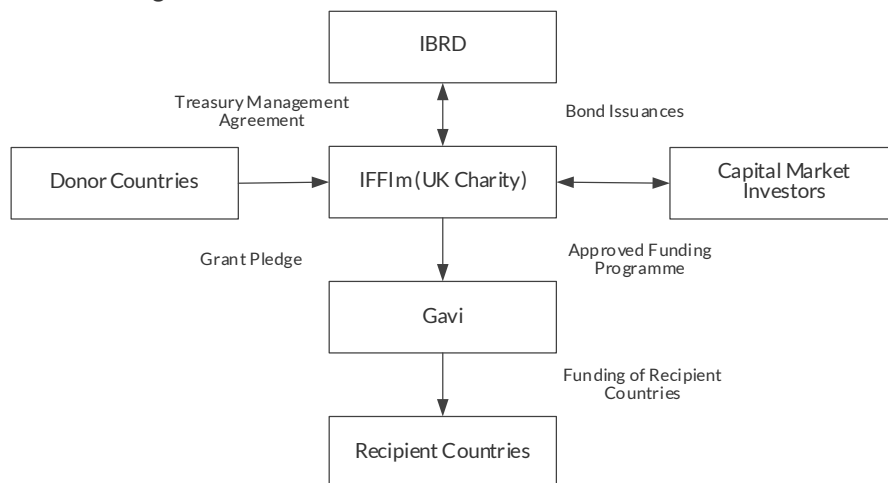 IBRD
Treasury Management
Agreement
Bond Issuances
Donor Countries
IFFIm (UK Charity)
Capital Market
Investors
Grant Pledge
Approved Funding
Programme
Gavi
Funding of Recipient
Countries
Recipient Countries